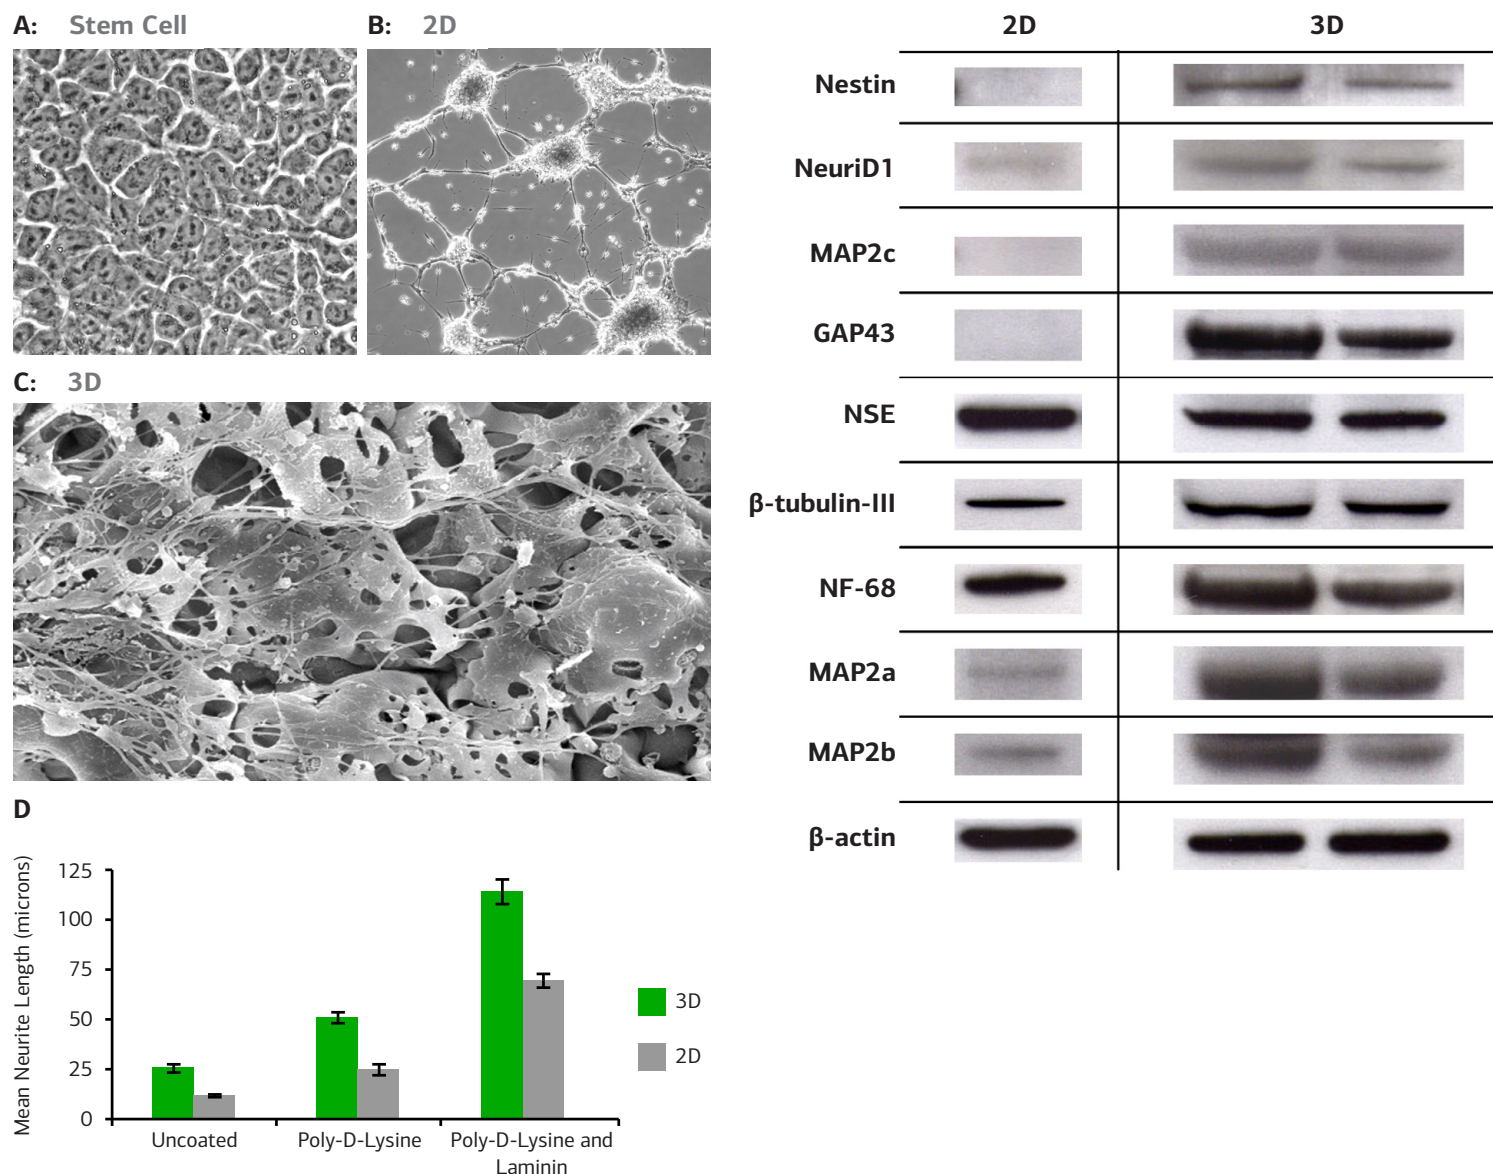 A: Stem Cell
B: 2D
C: 3D
D
Mean Neurite Length (microns)
125
100
75
50
25
0
Uncoated
Poly-D-Lysine
Poly-D-Lysine and
Laminin
3D
2D
2D 3D
Nestin
NeuriD1
MAP2c
GAP43
NSE
β-tubulin-III
NF-68
MAP2a
MAP2b
β-actin